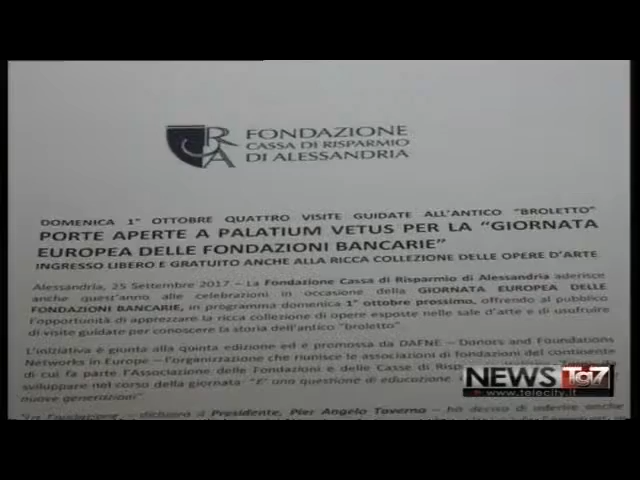 RA
FONDAZIONE
CASSA DI RISPARMIO
DI ALESSANDRIA
DOMENICA 1° OTTOBRE QUATTRO VISITE GUIDATE ALL'ANTICO "BROLETTO"
PORTE APERTE A PALATIUM VETUS PER LA "GIORNATA
EUROPEA DELLE FONDAZIONI BANCARIE"
INGRESSO LIBERO E GRATUITO ANCHE ALLA RICCA COLLEZIONE DELLE OPERE D'ARTE
Alessandria, 25 Settembre 2017 – La Fondazione Cassa di Risparmio di Alessandria aderisce
anche quest'anno alle celebrazioni in occasione della GIORNATA EUROPEA DELLE
FONDAZIONI BANCARIE, in programma domenica 1° ottobre prossimo, offrendo al pubblico
l'opportunità di apprezzare la ricca collezione di opere esposte nelle sale d'arte e di usufruire
di visite guidate per conoscere la storia dell'antico "broletto".
L'iniziativa è giunta alla quinta edizione ed è promossa da DAFNE – Donors and Foundations
Networks in Europe – l'organizzazione che riunisce le associazioni di fondazioni del continente
di cui fa parte l'Associazione delle Fondazioni e delle Casse di
sviluppare nel corso della giornata "E' una questione di educazione
nuove generazioni"
"La Fondazione – dichiara il Presidente, Pier Angelo Taverna – ha deciso di aderire anche
NEWS Tg7
www.telecity.it